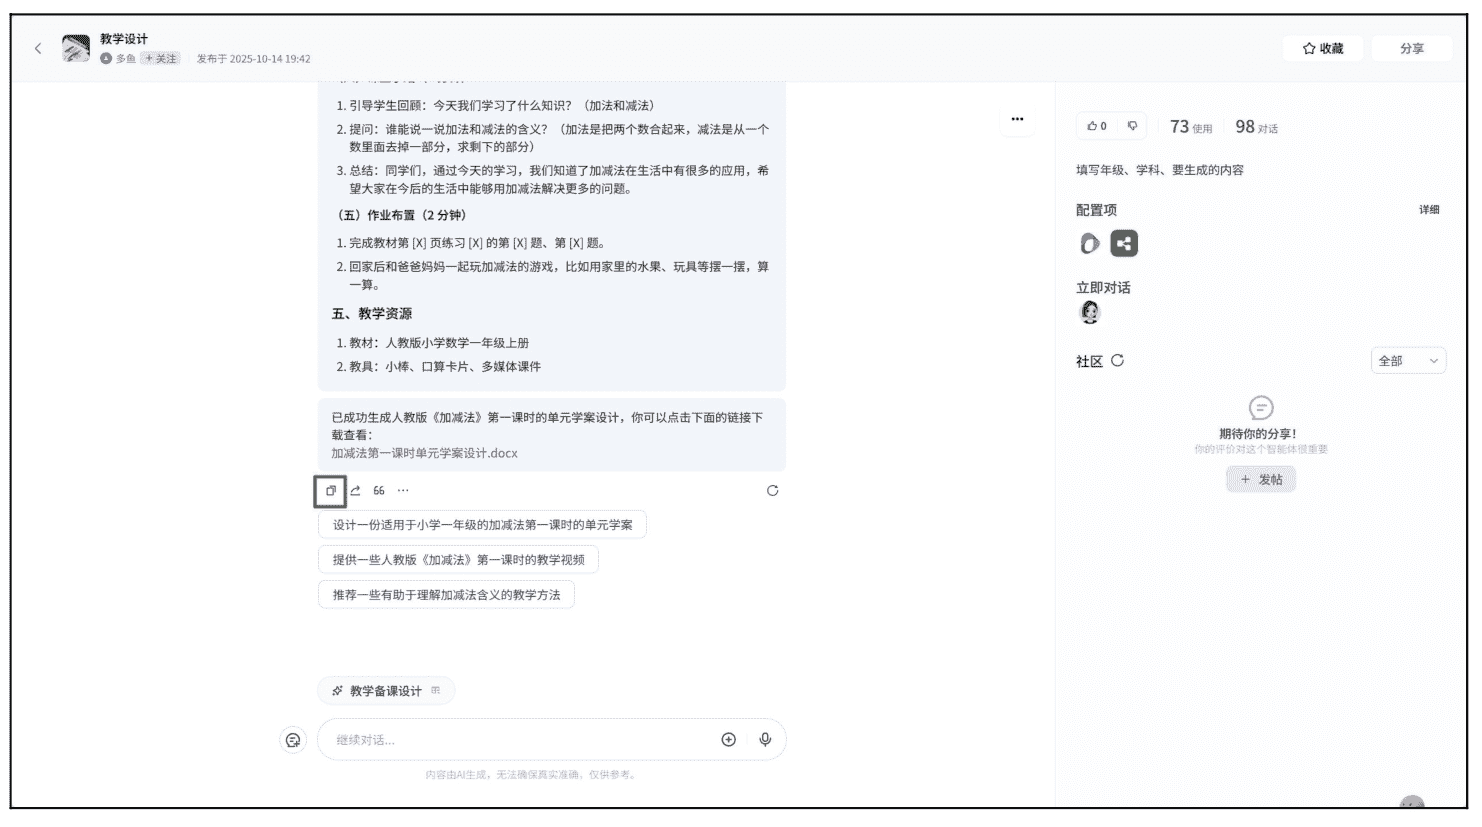 教学设计
多鱼 +关注 发布于 2025-10-14 19:42
收藏
分享
1. 引导学生回顾：今天我们学习了什么知识？（加法和减法）
2. 提问：谁能说一说加法和减法的含义？（加法是把两个数合起来，减法是从一个
数里面去掉一部分，求剩下的部分）
3. 总结：同学们，通过今天的学习，我们知道了加减法在生活中有很多的应用，希
望大家在今后的生活中能够用加减法解决更多的问题。
（五）作业布置（2 分钟）
1. 完成教材第 [X] 页练习 [X] 的第 [X] 题、第 [X] 题。
2. 回家后和爸爸妈妈一起玩加减法的游戏，比如用家里的水果、玩具等摆一摆，算
一算。
五、教学资源
1. 教材：人教版小学数学一年级上册
2. 教具：小棒、口算卡片、多媒体课件
已成功生成人教版《加减法》第一课时的单元学案设计，你可以点击下面的链接下
载查看：
加减法第一课时单元学案设计.docx
设计一份适用于小学一年级的加减法第一课时的单元学案
提供一些人教版《加减法》第一课时的教学视频
推荐一些有助于理解加减法含义的教学方法
教学备课设计
继续对话...
内容由AI生成，无法确保真实准确，仅供参考。
0 73 使用 98 对话
填写年级、学科、要生成的内容
配置项 详细
立即对话
社区 全部
期待你的分享！
你的评价对这个智能体很重要
+ 发帖